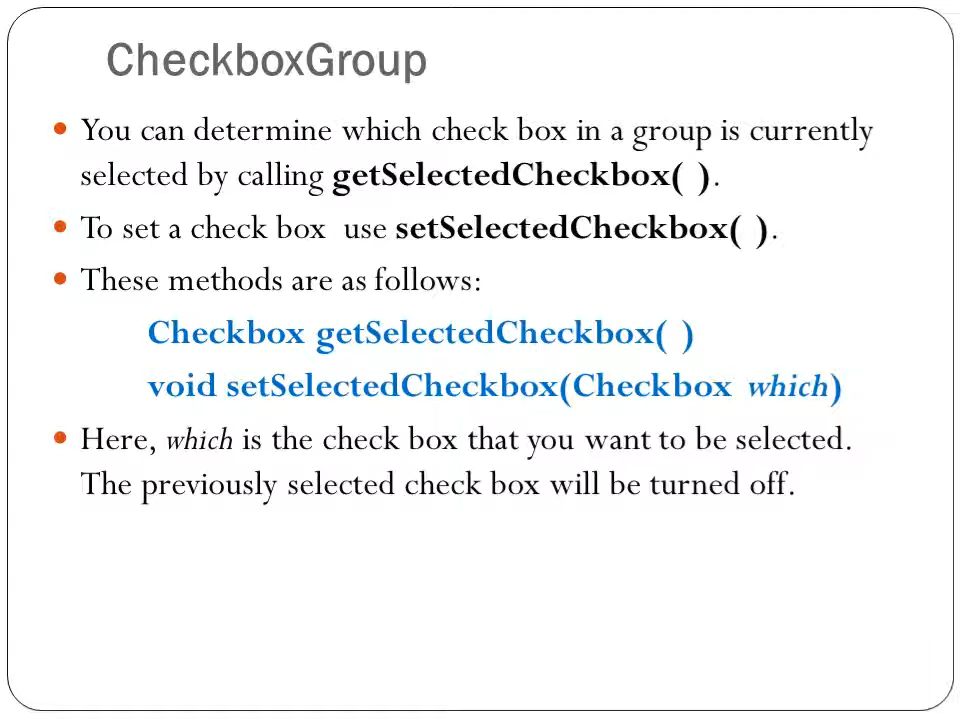 CheckboxGroup
You can determine which check box in a group is currently
selected by calling getSelectedCheckbox( ).
To set a check box  use setSelectedCheckbox( ).
These methods are as follows:
Checkbox getSelectedCheckbox( )
void setSelectedCheckbox(Checkbox which)
Here, which is the check box that you want to be selected.
The previously selected check box will be turned off.